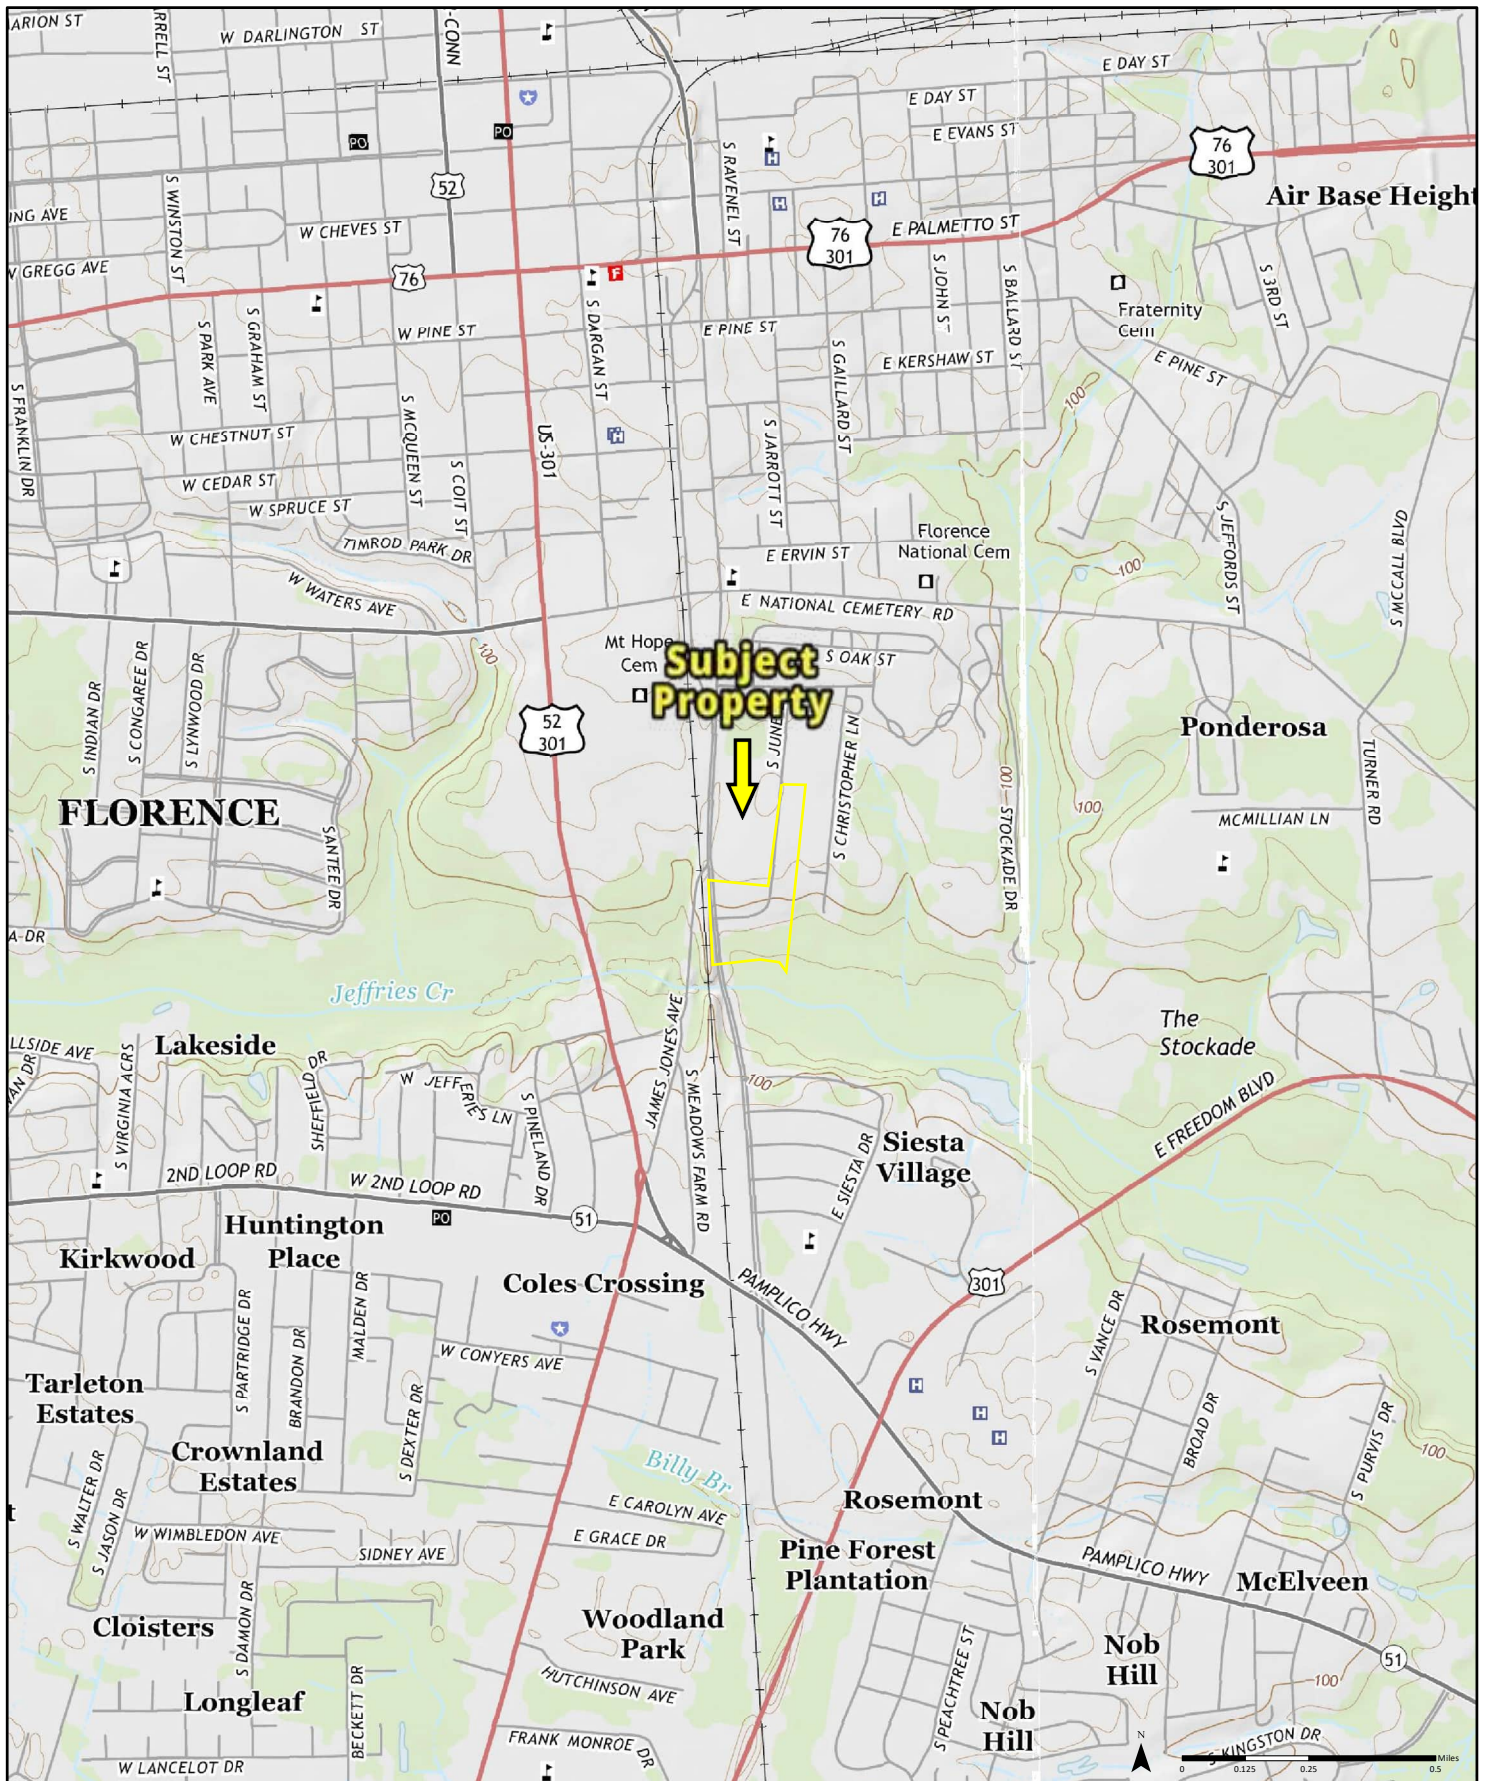 ARION ST
RRELL ST
W DARLINGTON ST
-CONN
E DAY ST
E DAY ST
E EVANS ST
PO
PO
76
301
52
S RAVENEL ST
H
H
H
Air Base Height
ING AVE
S WINSTON ST
W CHEVES ST
E PALMETTO ST
76
301
W GREGG AVE
76
F
S DARGAN ST
S JOHN ST
S BALLARD ST
S 3RD ST
Fraternity
Cem
S PARK AVE
S GRAHAM ST
W PINE ST
E PINE ST
S GAILLARD ST
E KERSHAW ST
E PINE ST
S FRANKLIN DR
S MCQUEEN ST
100
W CHESTNUT ST
US-301
H
S JARROTT ST
W CEDAR ST
S COIT ST
W SPRUCE ST
S JEFFORDS ST
S MCCALL BLVD
TIMROD PARK DR
E ERVIN ST
Florence
National Cem
100
W WATERS AVE
E NATIONAL CEMETERY RD
100
Mt Hope
Cem
Subject
Property
S OAK ST
S INDIAN DR
S CONGAREE DR
S LYNWOOD DR
52
301
S JUNE
S CHRISTOPHER LN
Ponderosa
TURNER RD
FLORENCE
SANTEE DR
100
STOCKADE DR
100
MCMILLIAN LN
A DR
Jeffries Cr
The
Stockade
LLSIDE AVE
VAN DR
Lakeside
S VIRGINIA ACRS
SHEFFIELD DR
W JEFFERIES LN
S PINELAND DR
JAMES JONES AVE
S MEADOWS FARM RD
100
E SIESTA DR
Siesta
Village
E FREEDOM BLVD
2ND LOOP RD
W 2ND LOOP RD
PO
51
Huntington
Place
Kirkwood
Coles Crossing
PAMPLICO HWY
301
S PARTRIDGE DR
BRANDON DR
MALDEN DR
W CONYERS AVE
S VANCE DR
Rosemont
Tarleton
Estates
S DEXTER DR
H
H
H
BROAD DR
S PURVIS DR
100
Crownland
Estates
S WALTER DR
S JASON DR
Billy Br
t
Rosemont
E CAROLYN AVE
W WIMBLEDON AVE
SIDNEY AVE
E GRACE DR
Pine Forest
Plantation
PAMPLICO HWY
McElveen
Cloisters
S DAMON DR
Woodland
Park
S PEACHTREE ST
Nob
Hill
51
100
Longleaf
BECKETT DR
HUTCHINSON AVE
Nob
Hill
FRANK MONROE DR
W LANCELOT DR
N
S KINGSTON DR
Miles
0 0.125 0.25 0.5